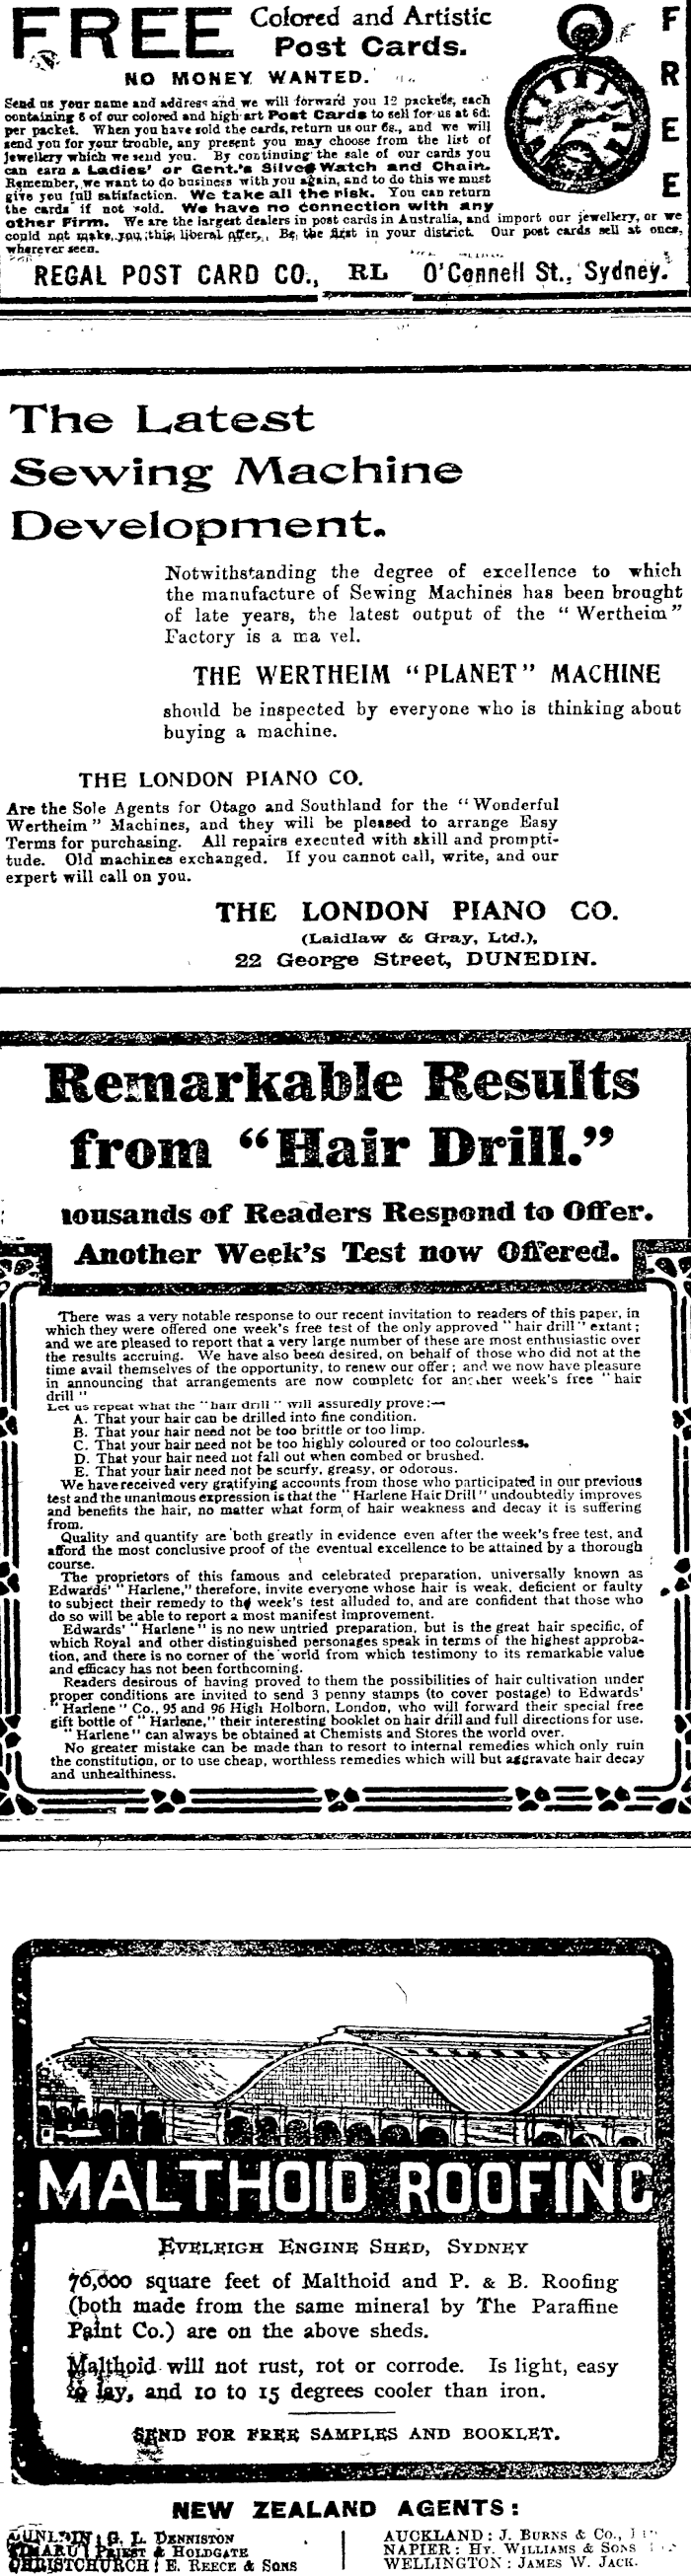 FREE
Colored and Artistic
Post Cards.
NO MONEY WANTED.
FREE
Send us your name and address and we will forward you 12 packets, each
containing 6 of our colored and high art Post Cards to sell for us at 6d.
per packet. When you have sold the cards, return us our 6s., and we will
send you for your trouble, any present you may choose from the list of
jewellery which we send you. By continuing the sale of our cards you
can earn a Ladies' or Gent.'s Silver Watch and Chain.
Remember, we want to do business with you again, and to do this we must
give you full satisfaction. We take all the risk. You can return
the cards if not sold. We have no connection with any
other Firm. We are the largest dealers in post cards in Australia, and import our jewellery, or we
could not make you this liberal offer. Be the first in your district. Our post cards sell at once,
wherever seen.
REGAL POST CARD CO., RL O'Connell St., Sydney.
The Latest
Sewing Machine
Development.
Notwithstanding the degree of excellence to which
the manufacture of Sewing Machines has been brought
of late years, the latest output of the "Wertheim"
Factory is a ma vel.
THE WERTHEIM "PLANET" MACHINE
should be inspected by everyone who is thinking about
buying a machine.
THE LONDON PIANO CO.
Are the Sole Agents for Otago and Southland for the "Wonderful
Wertheim" Machines, and they will be pleased to arrange Easy
Terms for purchasing. All repairs executed with skill and prompti-
tude. Old machines exchanged. If you cannot call, write, and our
expert will call on you.
THE LONDON PIANO CO.
(Laidlaw & Gray, Ltd.),
22 George Street, DUNEDIN.
Remarkable Results
from "Hair Drill."
lousands of Readers Respond to Offer.
Another Week's Test now Offered.
There was a very notable response to our recent invitation to readers of this paper, in
which they were offered one week's free test of the only approved "hair drill" extant;
and we are pleased to report that a very large number of these are most enthusiastic over
the results accruing. We have also been desired, on behalf of those who did not at the
time avail themselves of the opportunity, to renew our offer; and we now have pleasure
in announcing that arrangements are now complete for another week's free "hair
drill"
Let us repeat what the "hair drill" will assuredly prove:—
A. That your hair can be drilled into fine condition.
B. That your hair need not be too brittle or too limp.
C. That your hair need not be too highly coloured or too colourless.
D. That your hair need not fall out when combed or brushed.
E. That your hair need not be scurfy, greasy, or odorous.
We have received very gratifying accounts from those who participated in our previous
test and the unanimous expression is that the "Harlene Hair Drill" undoubtedly improves
and benefits the hair, no matter what form of hair weakness and decay it is suffering
from.
Quality and quantity are both greatly in evidence even after the week's free test, and
afford the most conclusive proof of the eventual excellence to be attained by a thorough
course.
The proprietors of this famous and celebrated preparation, universally known as
Edwards' "Harlene," therefore, invite everyone whose hair is weak, deficient or faulty
to subject their remedy to the week's test alluded to, and are confident that those who
do so will be able to report a most manifest improvement.
Edwards' "Harlene" is no new untried preparation, but is the great hair specific, of
which Royal and other distinguished personages speak in terms of the highest approba-
tion, and there is no corner of the world from which testimony to its remarkable value
and efficacy has not been forthcoming.
Readers desirous of having proved to them the possibilities of hair cultivation under
proper conditions are invited to send 3 penny stamps (to cover postage) to Edwards'
"Harlene" Co., 95 and 96 High Holborn, London, who will forward their special free
gift bottle of "Harlene," their interesting booklet on hair drill and full directions for use.
"Harlene" can always be obtained at Chemists and Stores the world over.
No greater mistake can be made than to resort to internal remedies which only ruin
the constitution, or to use cheap, worthless remedies which will but aggravate hair decay
and unhealthiness.
MALTHOID ROOFING
EVELEIGH ENGINE SHED, SYDNEY
76,000 square feet of Malthoid and P. & B. Roofing
(both made from the same mineral by The Paraffine
Paint Co.) are on the above sheds.
Malthoid will not rust, rot or corrode. Is light, easy
to lay, and 10 to 15 degrees cooler than iron.
SEND FOR FREE SAMPLES AND BOOKLET.
NEW ZEALAND AGENTS:
DUNEDIN: G. L. DENNISTON
TIMARU: PRIEST & HOLDGATE
CHRISTCHURCH: E. REECE & SONS
AUCKLAND: J. BURNS & CO.,
NAPIER: HY. WILLIAMS & SONS
WELLINGTON: JAMES W. JACK.